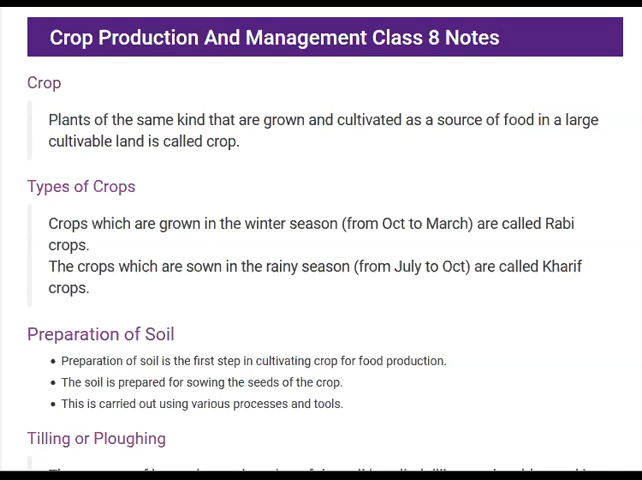 Crop Production And Management Class 8 Notes
Crop
Plants of the same kind that are grown and cultivated as a source of food in a large
cultivable land is called crop.
Types of Crops
Crops which are grown in the winter season (from Oct to March) are called Rabi
crops.
The crops which are sown in the rainy season (from July to Oct) are called Kharif
crops.
Preparation of Soil
• Preparation of soil is the first step in cultivating crop for food production.
• The soil is prepared for sowing the seeds of the crop.
• This is carried out using various processes and tools.
Tilling or Ploughing